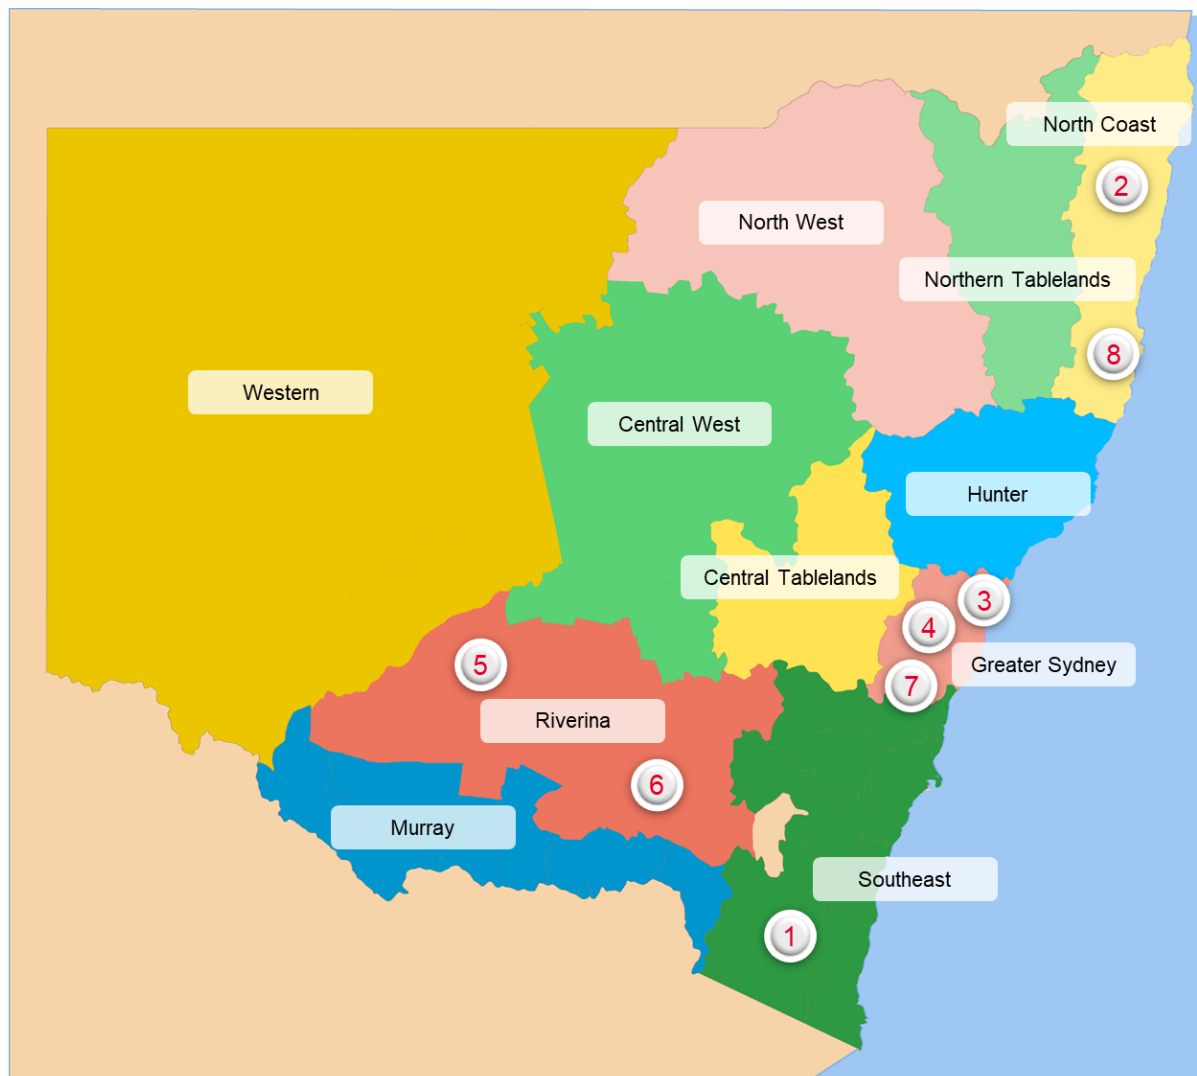 North Coast
2
North West
Northern Tablelands
8
Western
Central West
Hunter
Central Tablelands
3
4
Greater Sydney
5
7
Riverina
6
Murray
Southeast
1